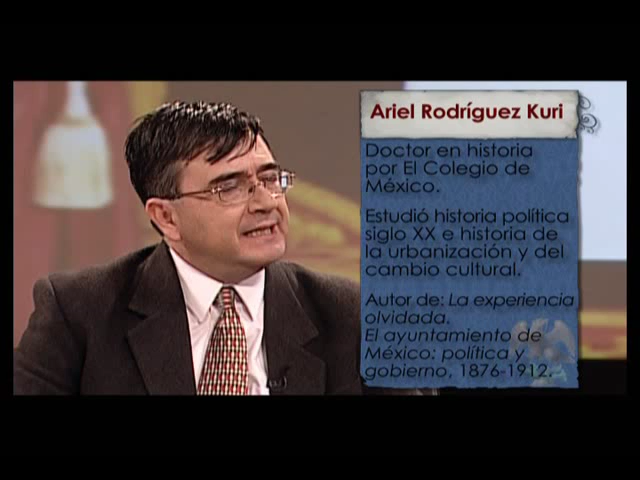 Ariel Rodríguez Kuri
Doctor en historia
por El Colegio de
México.
Estudió historia política
siglo XX e historia de
la urbanización y del
cambio cultural.
Autor de: La experiencia
olvidada.
El ayuntamiento de
México: política y
gobierno, 1876-1912.